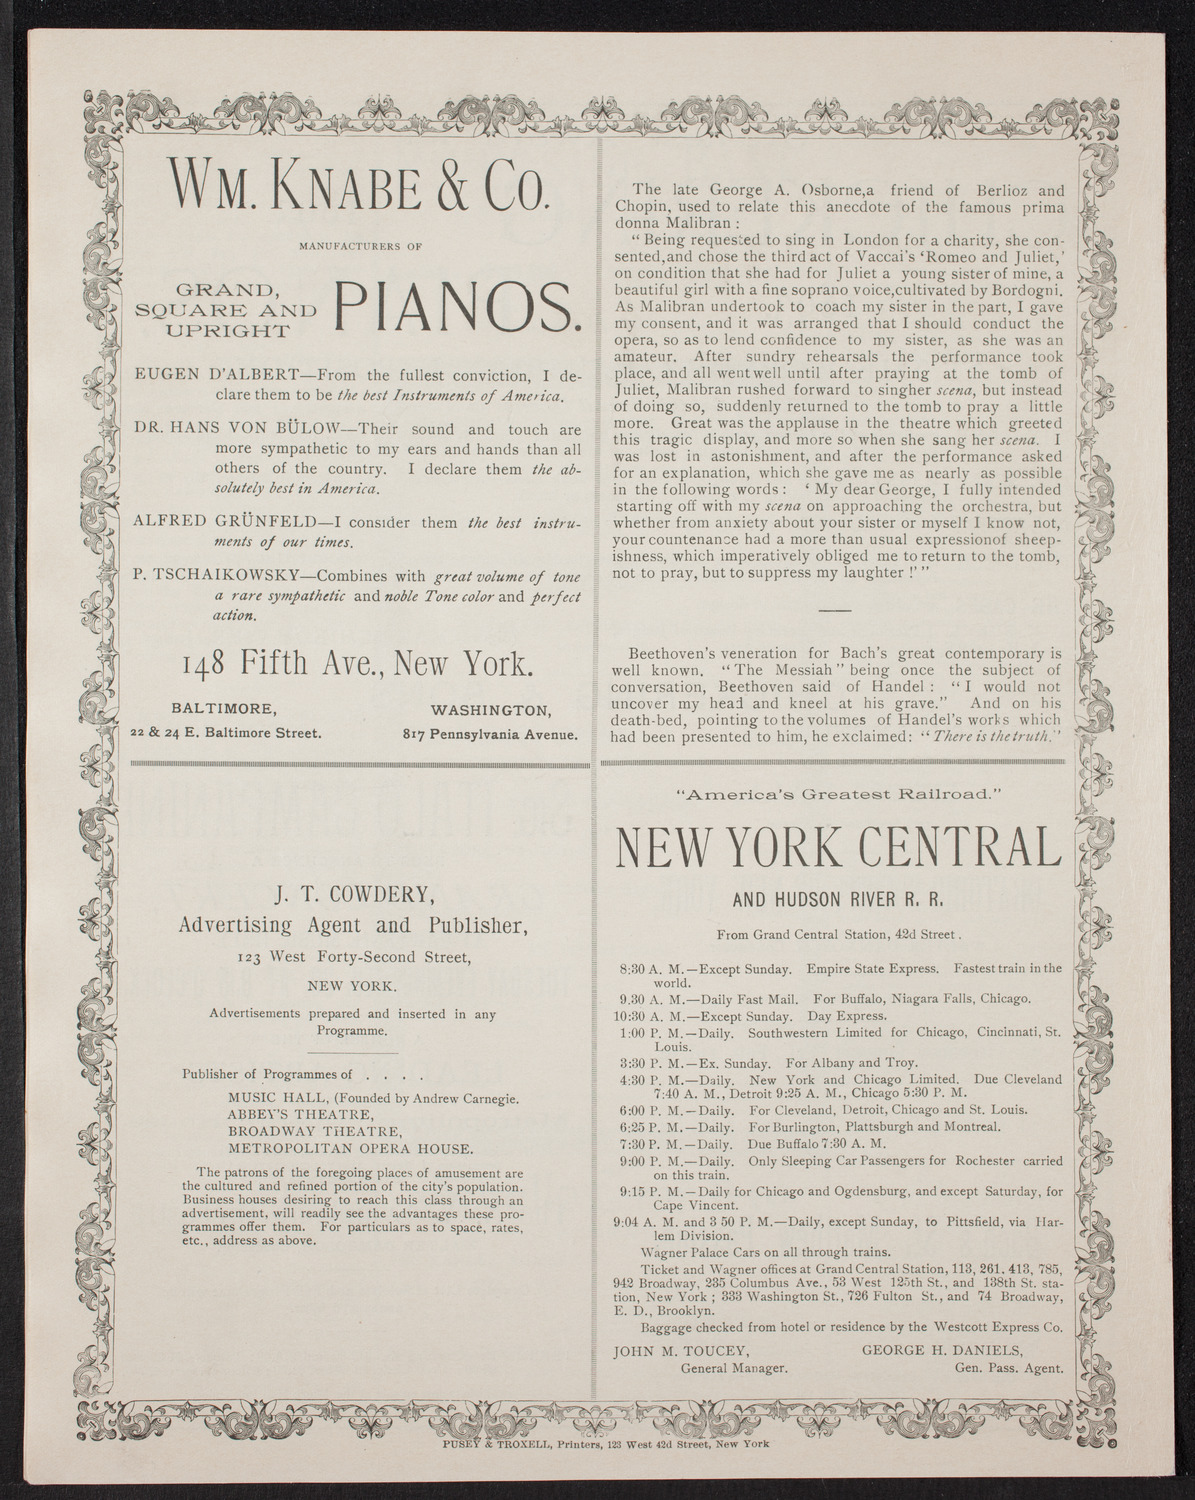 WM. KNABE & CO.
MANUFACTURERS OF
GRAND,
SQUARE AND
UPRIGHT
PIANOS.
EUGEN D'ALBERT—From the fullest conviction, I de-
clare them to be the best Instruments of America.
DR. HANS VON BÜLOW—Their sound and touch are
more sympathetic to my ears and hands than all
others of the country. I declare them the ab-
solutely best in America.
ALFRED GRÜNFELD—I consider them the best instru-
ments of our times.
P. TSCHAIKOWSKY—Combines with great volume of tone
a rare sympathetic and noble Tone color and perfect
action.
148 Fifth Ave., New York.
BALTIMORE,
22 & 24 E. Baltimore Street.
WASHINGTON,
817 Pennsylvania Avenue.
J. T. COWDERY,
Advertising Agent and Publisher,
123 West Forty-Second Street,
NEW YORK.
Advertisements prepared and inserted in any
Programme.
Publisher of Programmes of . . . .
MUSIC HALL, (Founded by Andrew Carnegie.
ABBEY'S THEATRE,
BROADWAY THEATRE,
METROPOLITAN OPERA HOUSE.
The patrons of the foregoing places of amusement are
the cultured and refined portion of the city's population.
Business houses desiring to reach this class through an
advertisement, will readily see the advantages these pro-
grammes offer them. For particulars as to space, rates,
etc., address as above.
The late George A. Osborne,a friend of Berlioz and
Chopin, used to relate this anecdote of the famous prima
donna Malibran :
"Being requested to sing in London for a charity, she con-
sented,and chose the third act of Vaccai's 'Romeo and Juliet,'
on condition that she had for Juliet a young sister of mine, a
beautiful girl with a fine soprano voice,cultivated by Bordogni.
As Malibran undertook to coach my sister in the part, I gave
my consent, and it was arranged that I should conduct the
opera, so as to lend confidence to my sister, as she was an
amateur. After sundry rehearsals the performance took
place, and all went well until after praying at the tomb of
Juliet, Malibran rushed forward to singher scena, but instead
of doing so, suddenly returned to the tomb to pray a little
more. Great was the applause in the theatre which greeted
this tragic display, and more so when she sang her scena. I
was lost in astonishment, and after the performance asked
for an explanation, which she gave me as nearly as possible
in the following words : 'My dear George, I fully intended
starting off with my scena on approaching the orchestra, but
whether from anxiety about your sister or myself I know not,
your countenance had a more than usual expressionof sheep-
ishness, which imperatively obliged me to return to the tomb,
not to pray, but to suppress my laughter !'"
Beethoven's veneration for Bach's great contemporary is
well known. "The Messiah" being once the subject of
conversation, Beethoven said of Handel : "I would not
uncover my head and kneel at his grave." And on his
death-bed, pointing to the volumes of Handel's works which
had been presented to him, he exclaimed: "There is the truth."
"America's Greatest Railroad."
NEW YORK CENTRAL
AND HUDSON RIVER R. R.
From Grand Central Station, 42d Street.
8:30 A. M.—Except Sunday. Empire State Express. Fastest train in the
world.
9.30 A. M.—Daily Fast Mail. For Buffalo, Niagara Falls, Chicago.
10:30 A. M.—Except Sunday. Day Express.
1:00 P. M.—Daily. Southwestern Limited for Chicago, Cincinnati, St.
Louis.
3:30 P. M.—Ex. Sunday. For Albany and Troy.
4:30 P. M.—Daily. New York and Chicago Limited. Due Cleveland
7:40 A. M., Detroit 9:25 A. M., Chicago 5:30 P. M.
6:00 P. M.—Daily. For Cleveland, Detroit, Chicago and St. Louis.
6:25 P. M.—Daily. For Burlington, Plattsburgh and Montreal.
7:30 P. M.—Daily. Due Buffalo 7:30 A. M.
9:00 P. M.—Daily. Only Sleeping Car Passengers for Rochester carried
on this train.
9:15 P. M.—Daily for Chicago and Ogdensburg, and except Saturday, for
Cape Vincent.
9:04 A. M. and 3 50 P. M.—Daily, except Sunday, to Pittsfield, via Har-
lem Division.
Wagner Palace Cars on all through trains.
Ticket and Wagner offices at Grand Central Station, 113, 261. 413, 785,
942 Broadway, 235 Columbus Ave., 53 West 125th St., and 138th St. sta-
tion, New York ; 333 Washington St., 726 Fulton St., and 74 Broadway,
E. D., Brooklyn.
Baggage checked from hotel or residence by the Westcott Express Co.
JOHN M. TOUCEY,
General Manager.
GEORGE H. DANIELS,
Gen. Pass. Agent.
PUSEY & TROXELL, Printers, 123 West 42d Street, New York